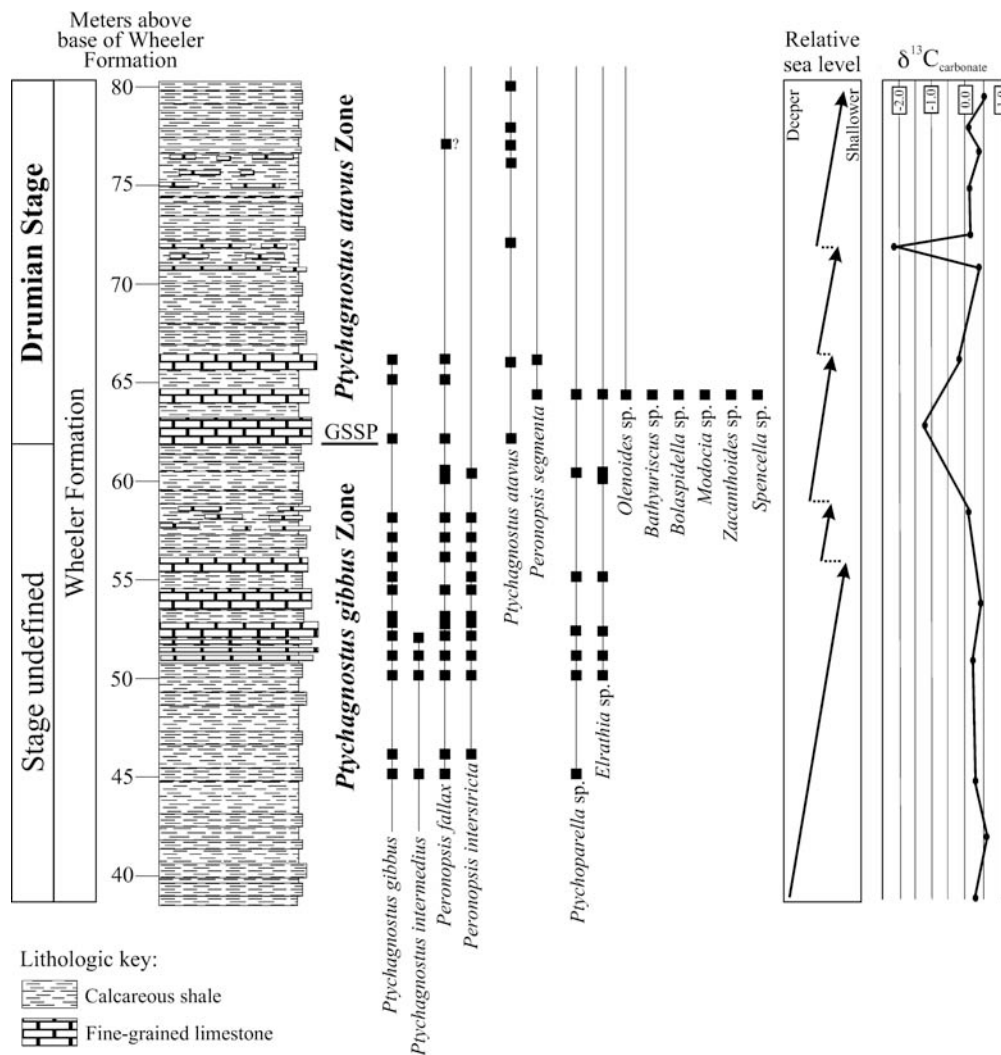 Meters above
base of Wheeler
Formation
Relative
sea level
δ13Ccarbonate
Drumian Stage
Stage undefined
Wheeler Formation
80
75
70
65
60
55
50
45
40
Ptychagnostus atavus Zone
GSSP
Ptychagnostus gibbus Zone
?
Ptychagnostus gibbus
Ptychagnostus intermedius
Peronopsis fallax
Peronopsis interstricta
Ptychagnostus atavus
Peronopsis segmenta
Ptychoparella sp.
Elrathia sp.
Olenoides sp.
Bathyuriscus sp.
Bolaspidella sp.
Modocia sp.
Zacanthoides sp.
Spencella sp.
Deeper
Shallower
-2.0
-1.0
0.0
Lithologic key:
Calcareous shale
Fine-grained limestone